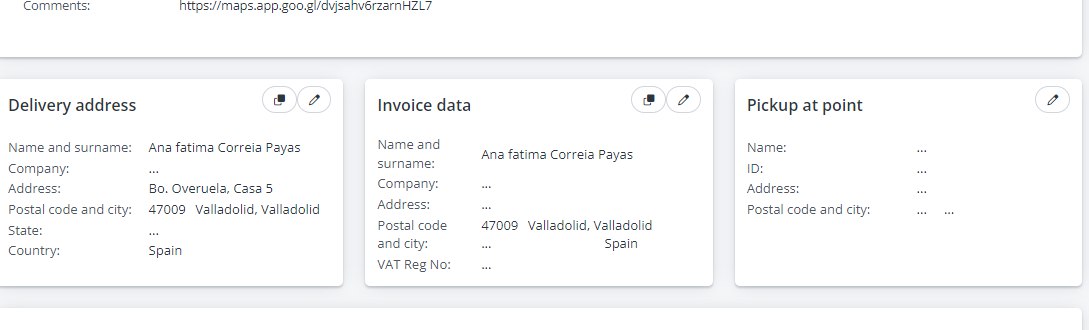 Comments: https://maps.app.goo.gl/dvjsahv6rzarnHZL7
Delivery address
Name and surname: Ana fatima Correia Payas
Company: ...
Address: Bo. Overuela, Casa 5
Postal code and city: 47009 Valladolid, Valladolid
State: ...
Country: Spain
Invoice data
Name and
surname: Ana fatima Correia Payas
Company: ...
Address: ...
Postal code 47009 Valladolid, Valladolid
and city: ... Spain
VAT Reg No: ...
Pickup at point
Name: ...
ID: ...
Address: ...
Postal code and city: ... ...